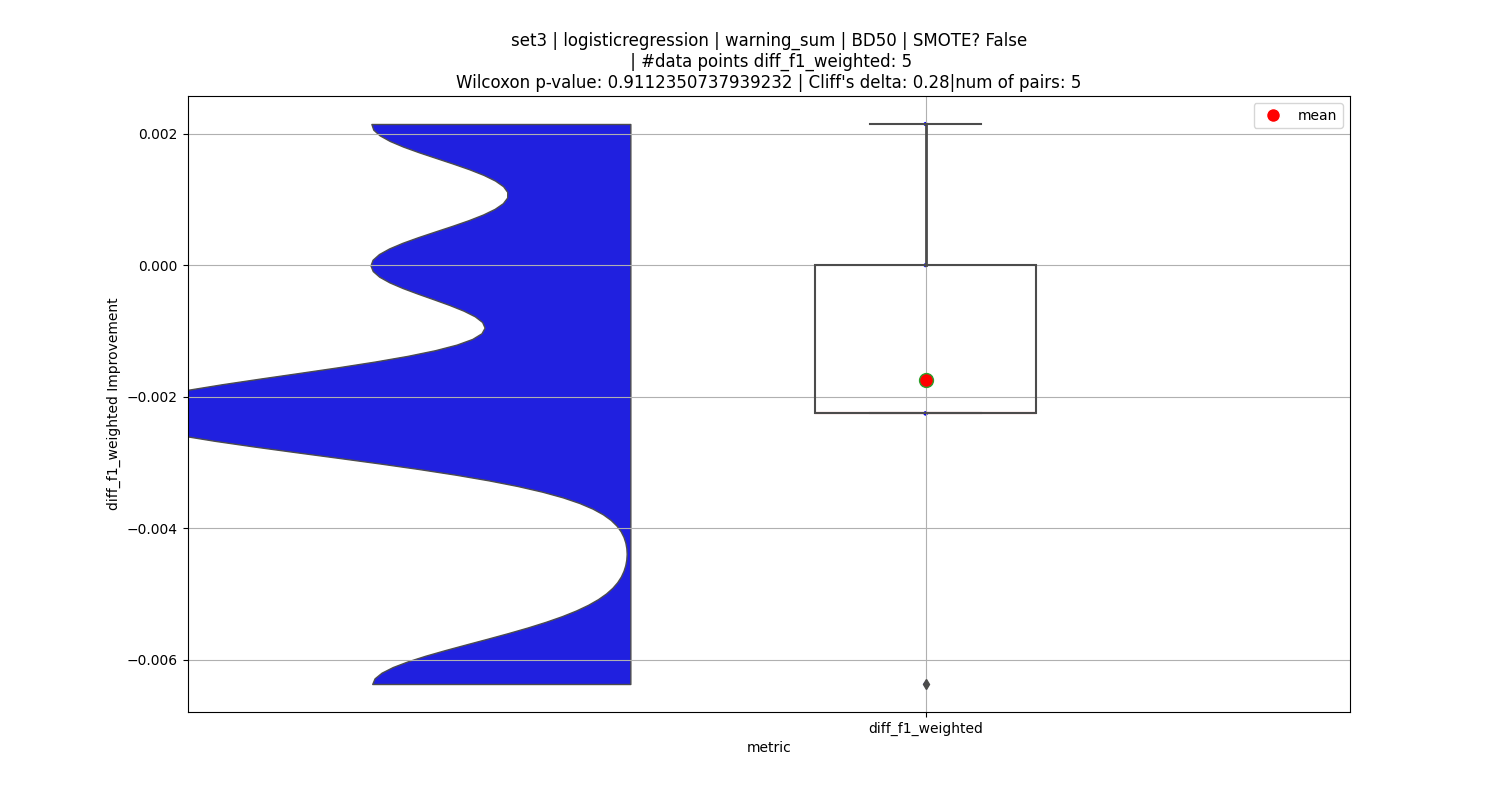 set3 | logisticregression | warning_sum | BD50 | SMOTE? False
| #data points diff_f1_weighted: 5
Wilcoxon p-value: 0.9112350737939232 | Cliff's delta: 0.28|num of pairs: 5
mean
0.002
0.000
−0.002
−0.004
−0.006
diff_f1_weighted Improvement
diff_f1_weighted
metric